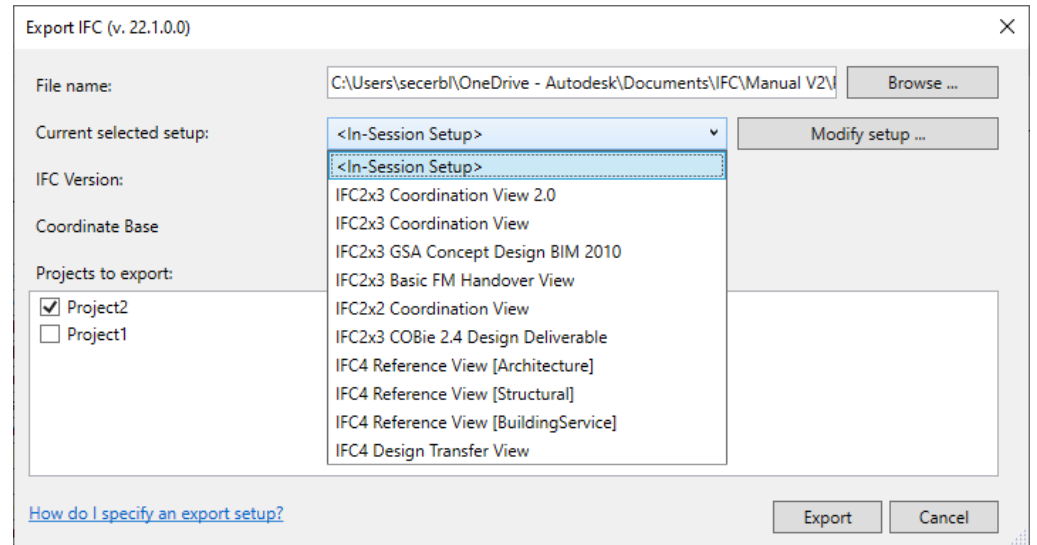 Export IFC (v. 22.1.0.0)
File name:
C:\Users\secerbl\OneDrive - Autodesk\Documents\IFC\Manual V2\
Browse ...
Current selected setup:
<In-Session Setup>
Modify setup ...
<In-Session Setup>
IFC Version:
IFC2x3 Coordination View 2.0
IFC2x3 Coordination View
Coordinate Base
IFC2x3 GSA Concept Design BIM 2010
IFC2x3 Basic FM Handover View
Projects to export:
IFC2x2 Coordination View
Project2
IFC2x3 COBie 2.4 Design Deliverable
Project1
IFC4 Reference View [Architecture]
IFC4 Reference View [Structural]
IFC4 Reference View [BuildingService]
IFC4 Design Transfer View
How do I specify an export setup?
Export
Cancel